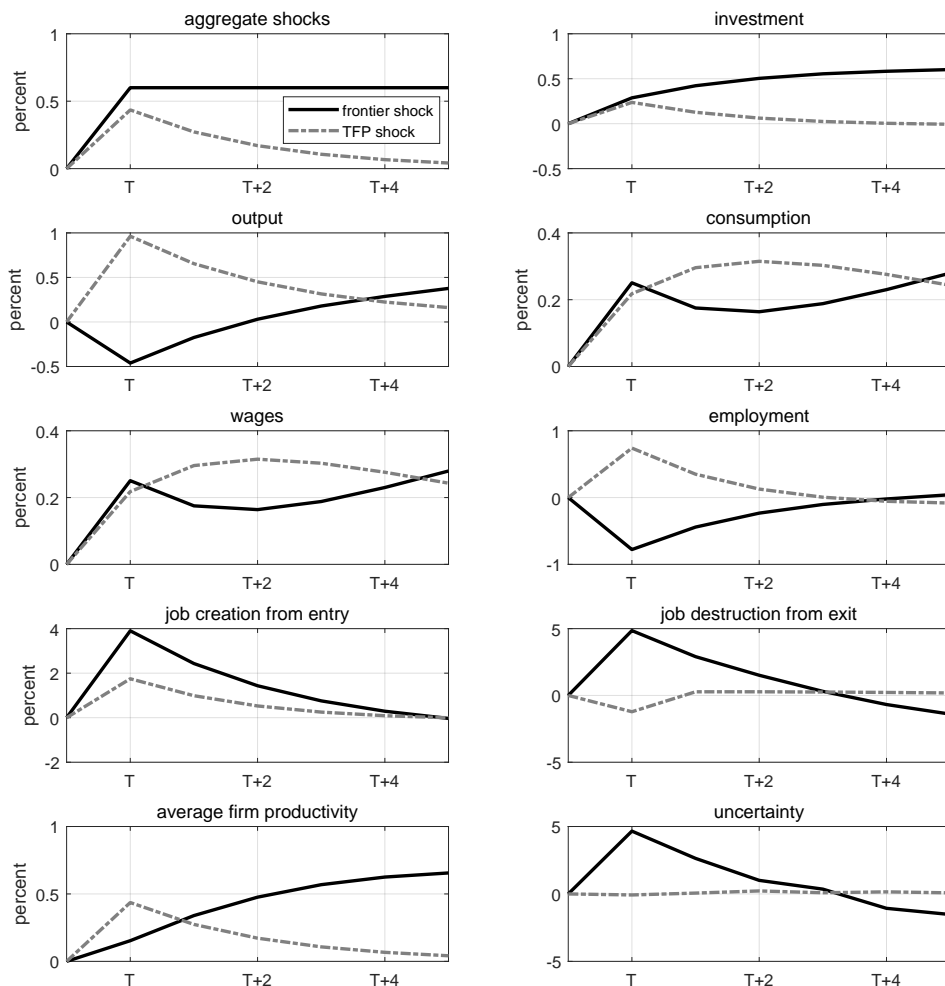 aggregate shocks
percent
1
0.5
0
frontier shock
TFP shock
T
T+2
T+4
investment
1
0.5
0
-0.5
T
T+2
T+4
output
percent
1
0.5
0
-0.5
T
T+2
T+4
consumption
0.4
0.2
0
T
T+2
T+4
wages
0.4
0.2
0
T
T+2
T+4
employment
1
0
-1
T
T+2
T+4
job creation from entry
percent
4
2
0
-2
T
T+2
T+4
job destruction from exit
5
0
-5
T
T+2
T+4
average firm productivity
percent
1
0.5
0
T
T+2
T+4
uncertainty
5
0
-5
T
T+2
T+4